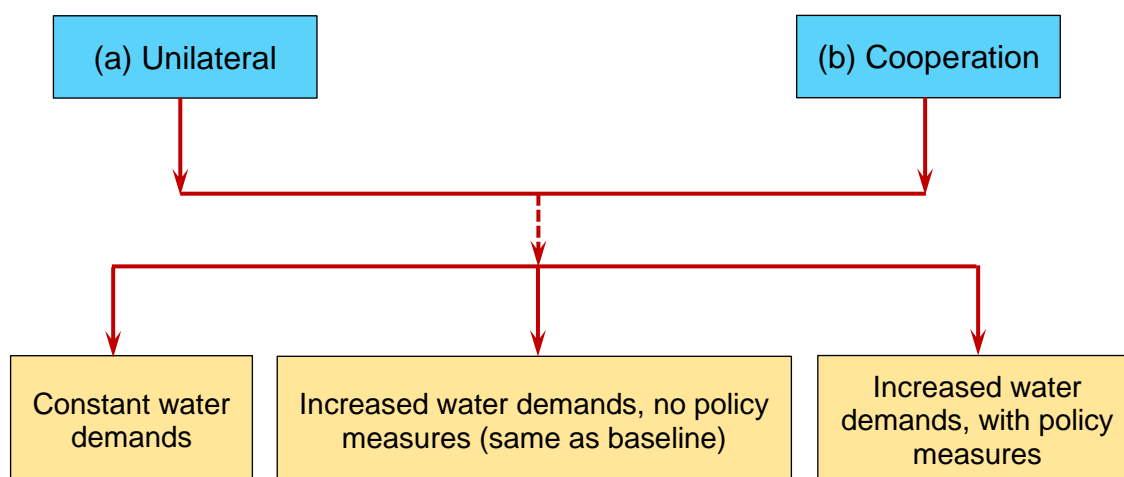 (a) Unilateral
(b) Cooperation
Constant water
demands
Increased water demands, no policy
measures (same as baseline)
Increased water
demands, with policy
measures